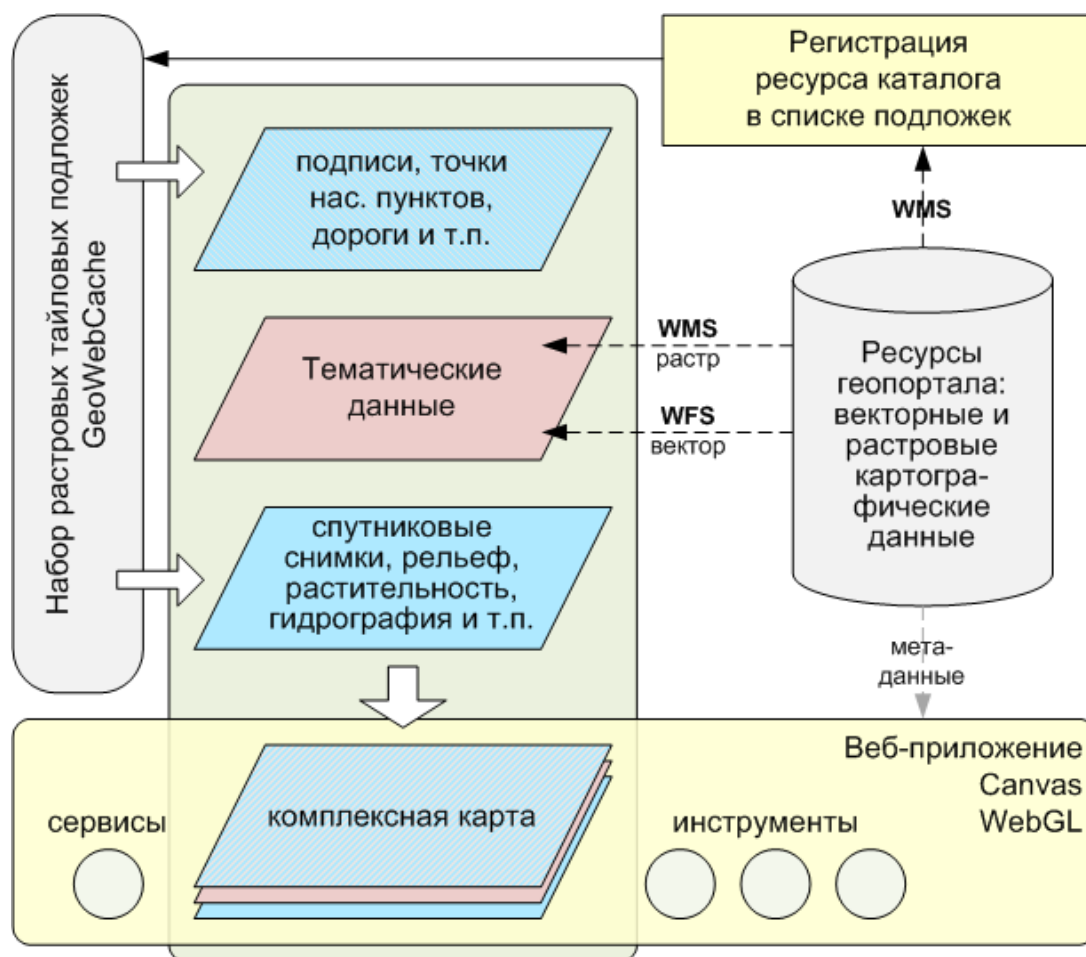 Набор растровых тайловых подложек
GeoWebCache
Регистрация
ресурса каталога
в списке подложек
подписи, точки
нас. пунктов,
дороги и т.п.
WMS
Тематические
данные
WMS
растр
WFS
вектор
Ресурсы
геопортала:
векторные и
растровые
картогра-
фические
данные
спутниковые
снимки, рельеф,
растительность,
гидрография и т.п.
мета-
данные
Веб-приложение
Canvas
WebGL
сервисы
комплексная карта
инструменты